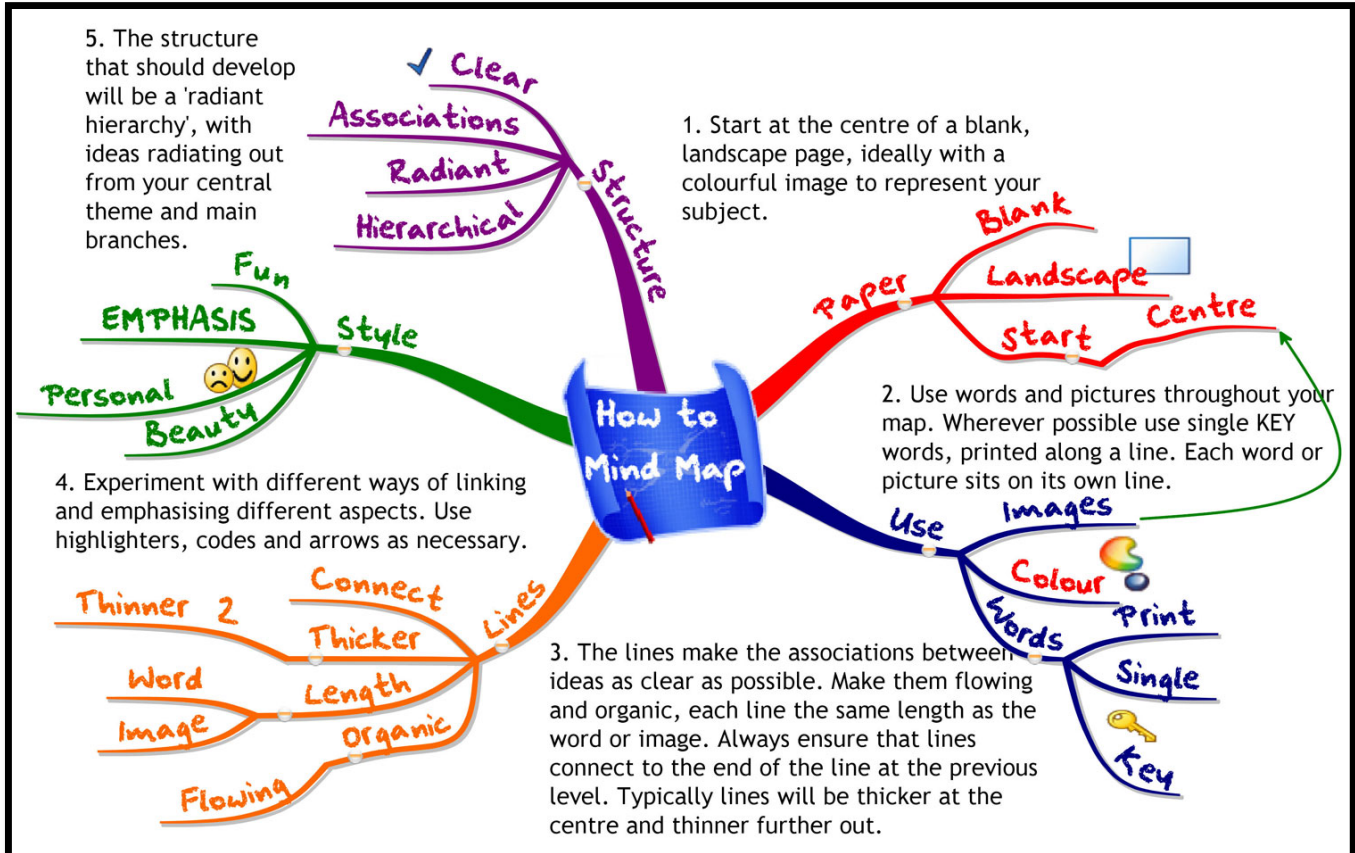 5. The structure
that should develop
will be a 'radiant
hierarchy', with
ideas radiating out
from your central
theme and main
branches.
Clear
Associations
Radiant
Hierarchical
Structure
1. Start at the centre of a blank,
landscape page, ideally with a
colourful image to represent your
subject.
Paper
Blank
Landscape
Start
Centre
Fun
EMPHASIS
Personal
Beauty
Style
How to
Mind Map
2. Use words and pictures throughout your
map. Wherever possible use single KEY
words, printed along a line. Each word or
picture sits on its own line.
Use
Images
Colour
Words
Print
Single
Key
4. Experiment with different ways of linking
and emphasising different aspects. Use
highlighters, codes and arrows as necessary.
Lines
Connect
Thicker
Thinner 2
Length
Word
Image
Organic
Flowing
3. The lines make the associations between
ideas as clear as possible. Make them flowing
and organic, each line the same length as the
word or image. Always ensure that lines
connect to the end of the line at the previous
level. Typically lines will be thicker at the
centre and thinner further out.